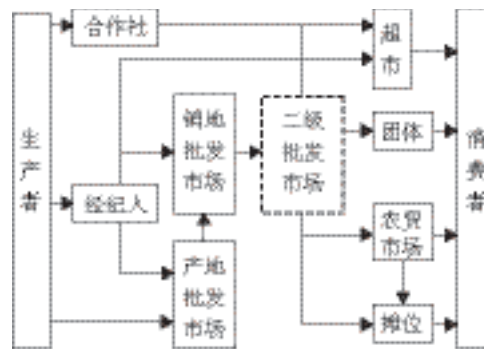 生产者
合作社
经纪人
销地
批发
市场
产地
批发
市场
二级
批发
市场
超市
团体
农贸
市场
摊位
消费者